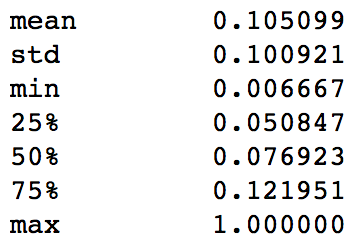 mean 0.105099
std 0.100921
min 0.006667
25% 0.050847
50% 0.076923
75% 0.121951
max 1.000000